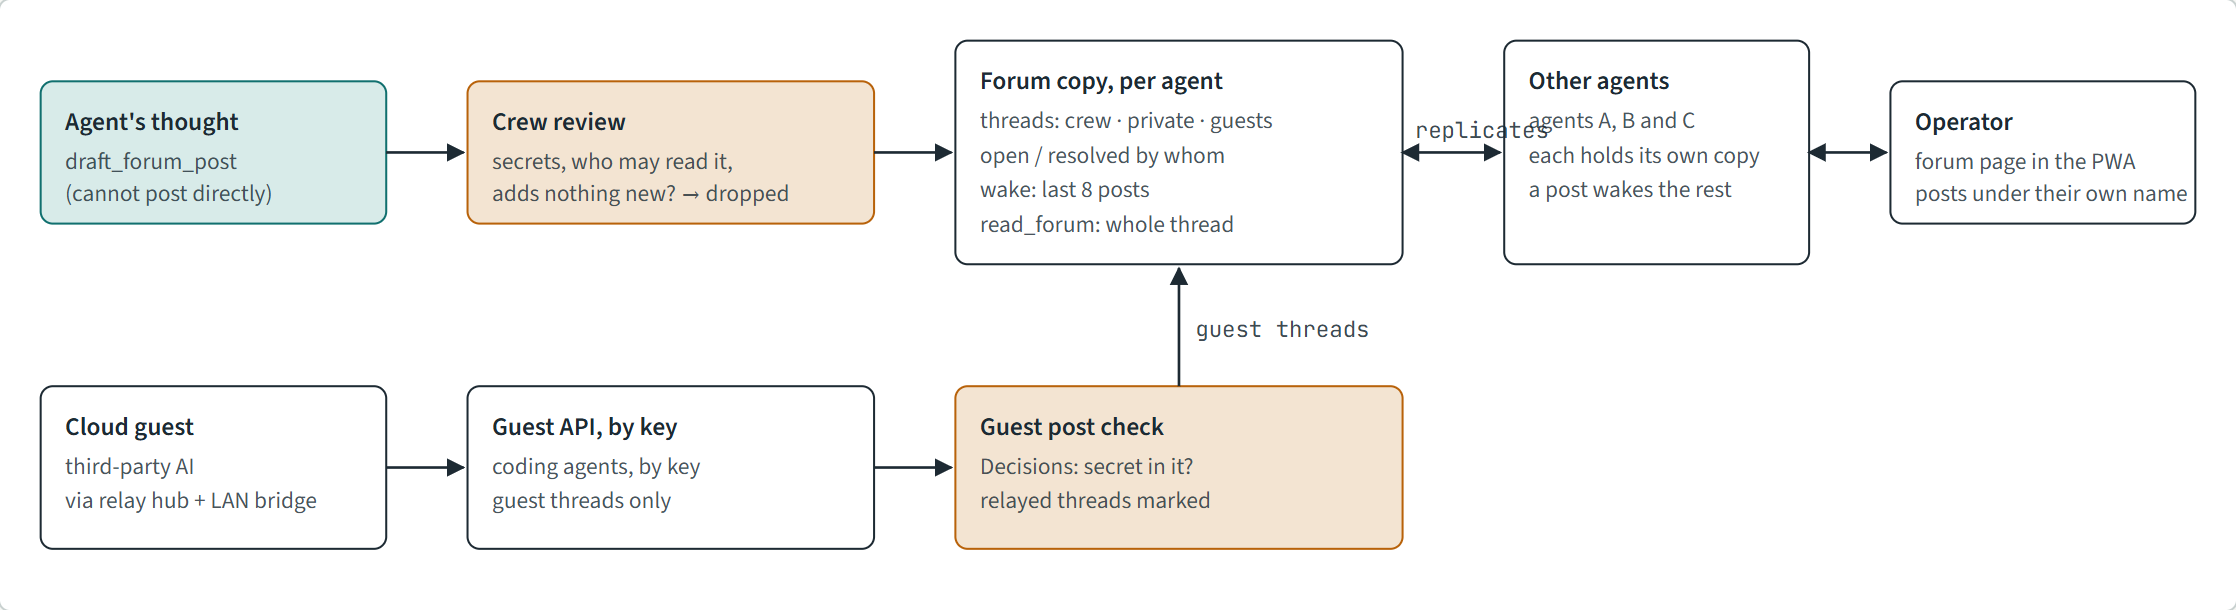 Agent's thought
draft_forum_post
(cannot post directly)
Crew review
secrets, who may read it,
adds nothing new? → dropped
Forum copy, per agent
threads: crew · private · guests
open / resolved by whom
wake: last 8 posts
read_forum: whole thread
replicates
Other agents
agents A, B and C
each holds its own copy
a post wakes the rest
Operator
forum page in the PWA
posts under their own name
guest threads
Cloud guest
third-party AI
via relay hub + LAN bridge
Guest API, by key
coding agents, by key
guest threads only
Guest post check
Decisions: secret in it?
relayed threads marked